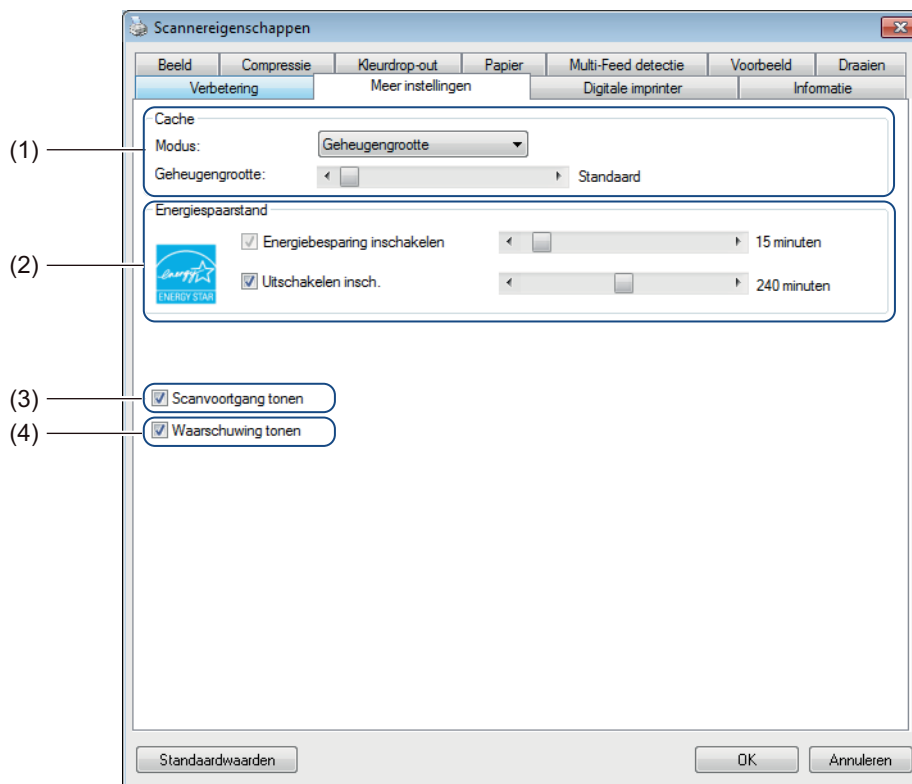 Scannereigenschappen
Beeld Compressie Kleurdrop-out Papier Multi-Feed detectie Voorbeeld Draaien
Verbetering Meer instellingen Digitale imprinter Informatie
(1)
Cache
Modus: Geheugengrootte
Geheugengrootte: Standaard
(2)
Energiespaarstand
energy
ENERGY STAR
Energiebesparing inschakelen 15 minuten
Uitschakelen insch. 240 minuten
(3) Scanvoortgang tonen
(4) Waarschuwing tonen
Standaardwaarden OK Annuleren